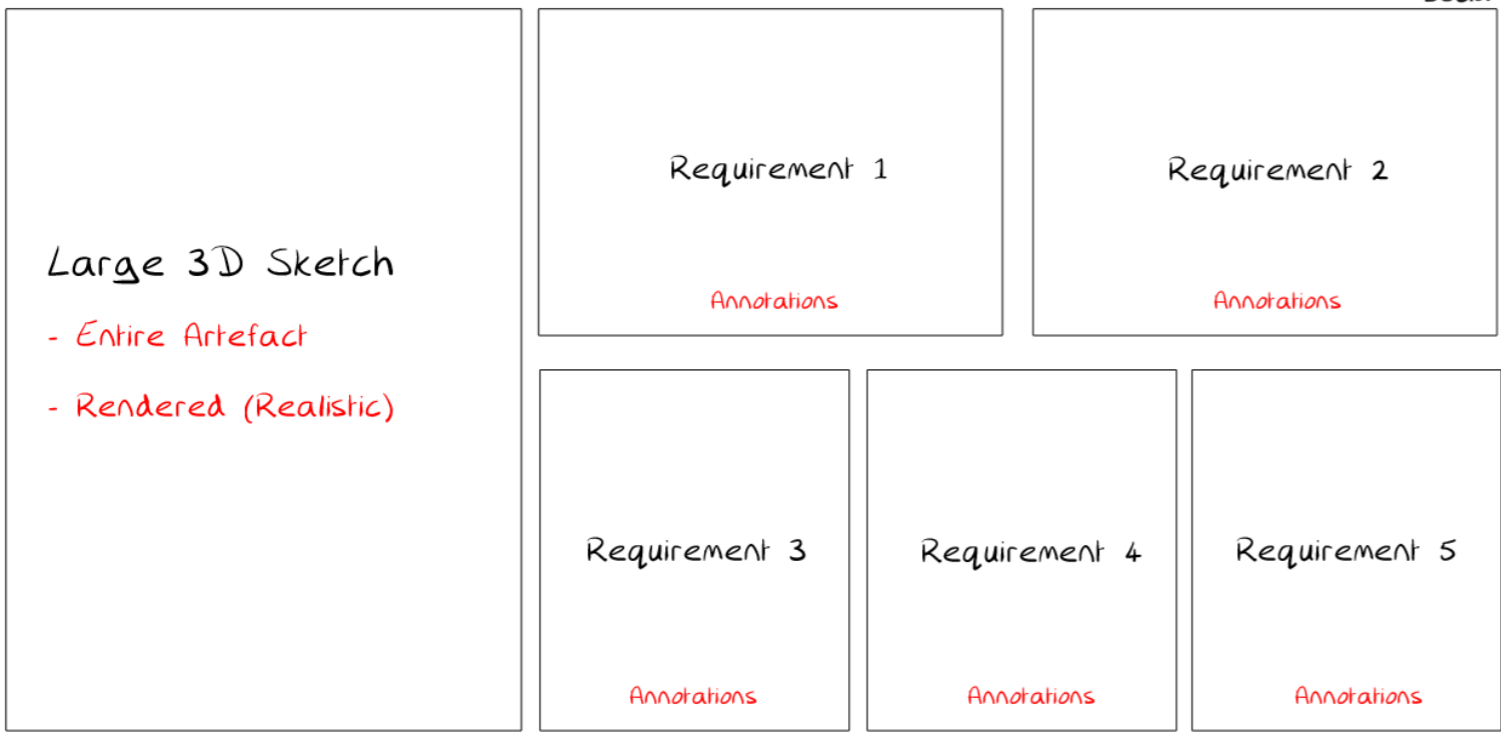 Requirement 1
Annotations
Requirement 2
Annotations
Large 3D Sketch
- Entire Artefact
- Rendered (Realistic)
Requirement 3
Annotations
Requirement 4
Annotations
Requirement 5
Annotations